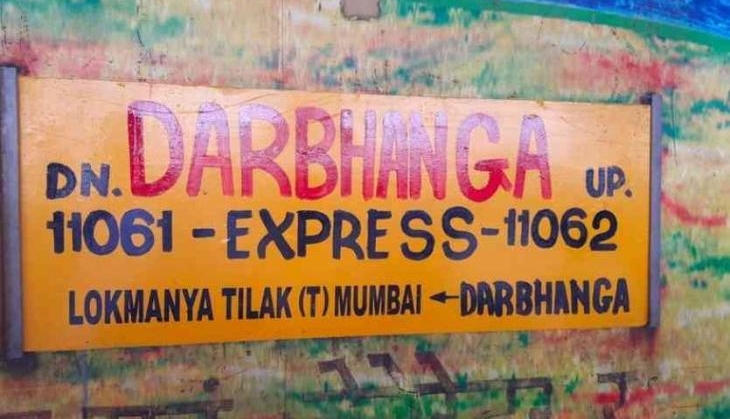 DN. DARBHANGA UP.
11061 - EXPRESS - 11062
LOKMANYA TILAK (T) MUMBAI ← DARBHANGA